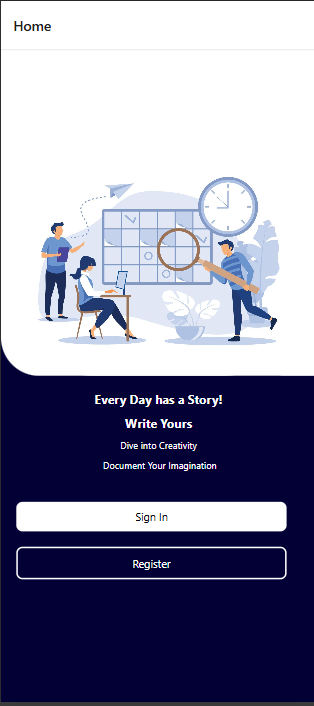 Home
Every Day has a Story!
Write Yours
Dive into Creativity
Document Your Imagination
Sign In
Register